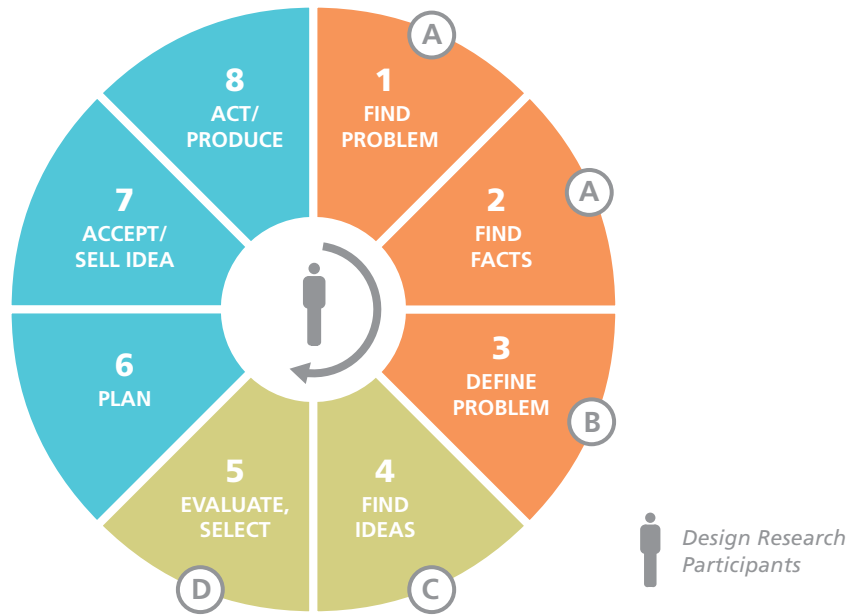 A
1
FIND
PROBLEM
A
2
FIND
FACTS
3
DEFINE
PROBLEM
B
4
FIND
IDEAS
C
5
EVALUATE,
SELECT
D
6
PLAN
7
ACCEPT/
SELL IDEA
8
ACT/
PRODUCE
Design Research
Participants